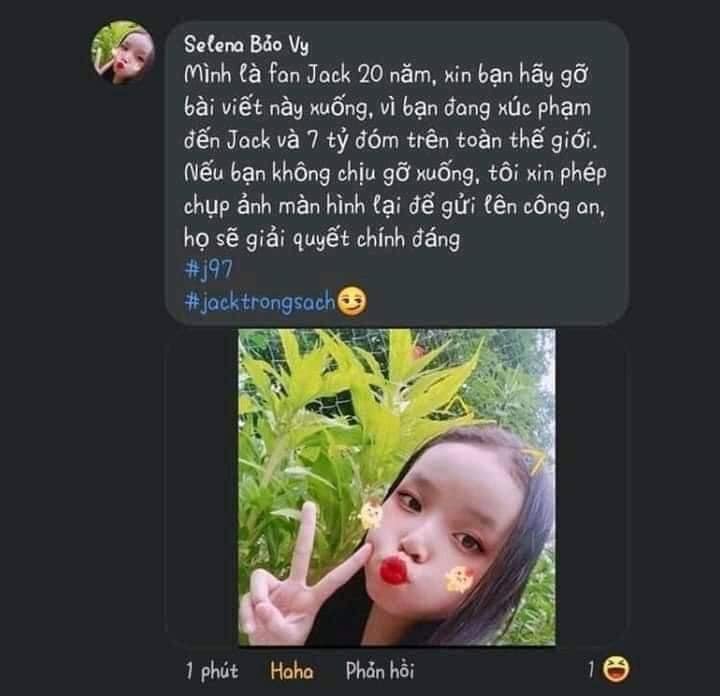 Selena Bảo Vy
Mình là fan Jack 20 năm, xin bạn hãy gỡ
bài viết này xuống, vì bạn đang xúc phạm
đến Jack và 7 tỷ đóm trên toàn thế giới.
Nếu bạn không chịu gỡ xuống, tôi xin phép
chụp ảnh màn hình lại để gửi lên công an,
họ sẽ giải quyết chính đáng
#j97
#jacktrongsach😏
1 phút Haha Phản hồi 1 😆